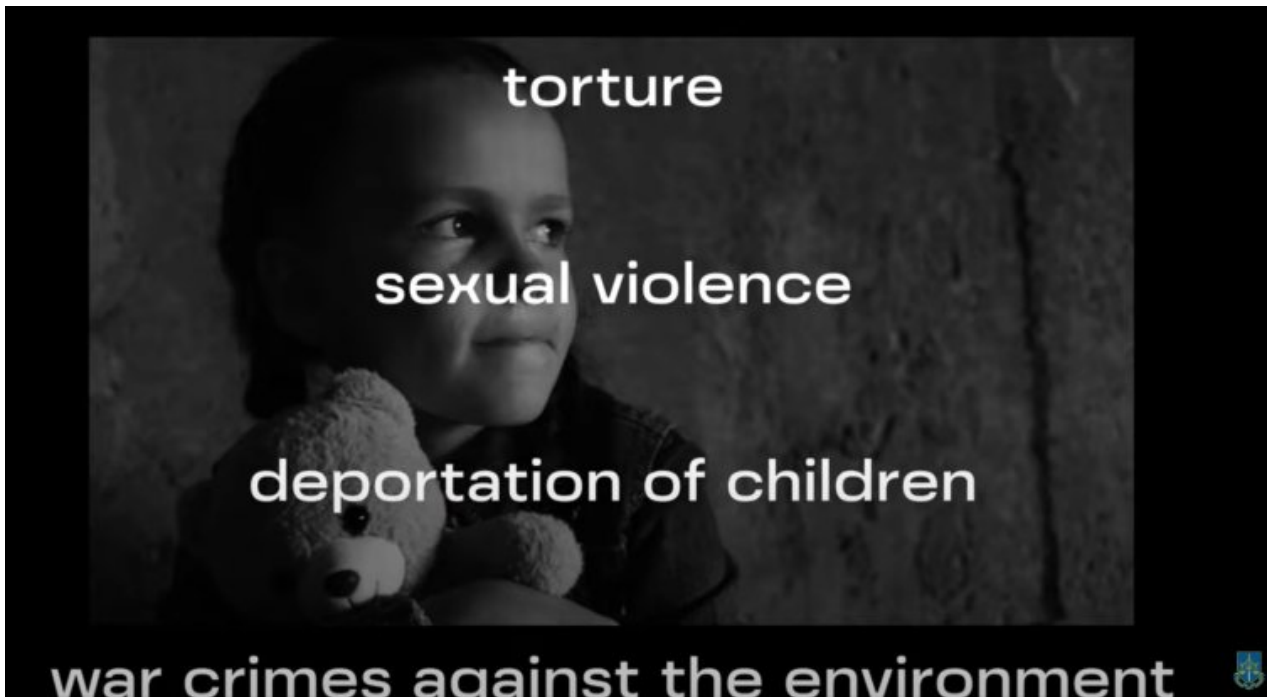 torture
sexual violence
deportation of children
war crimes against the environment